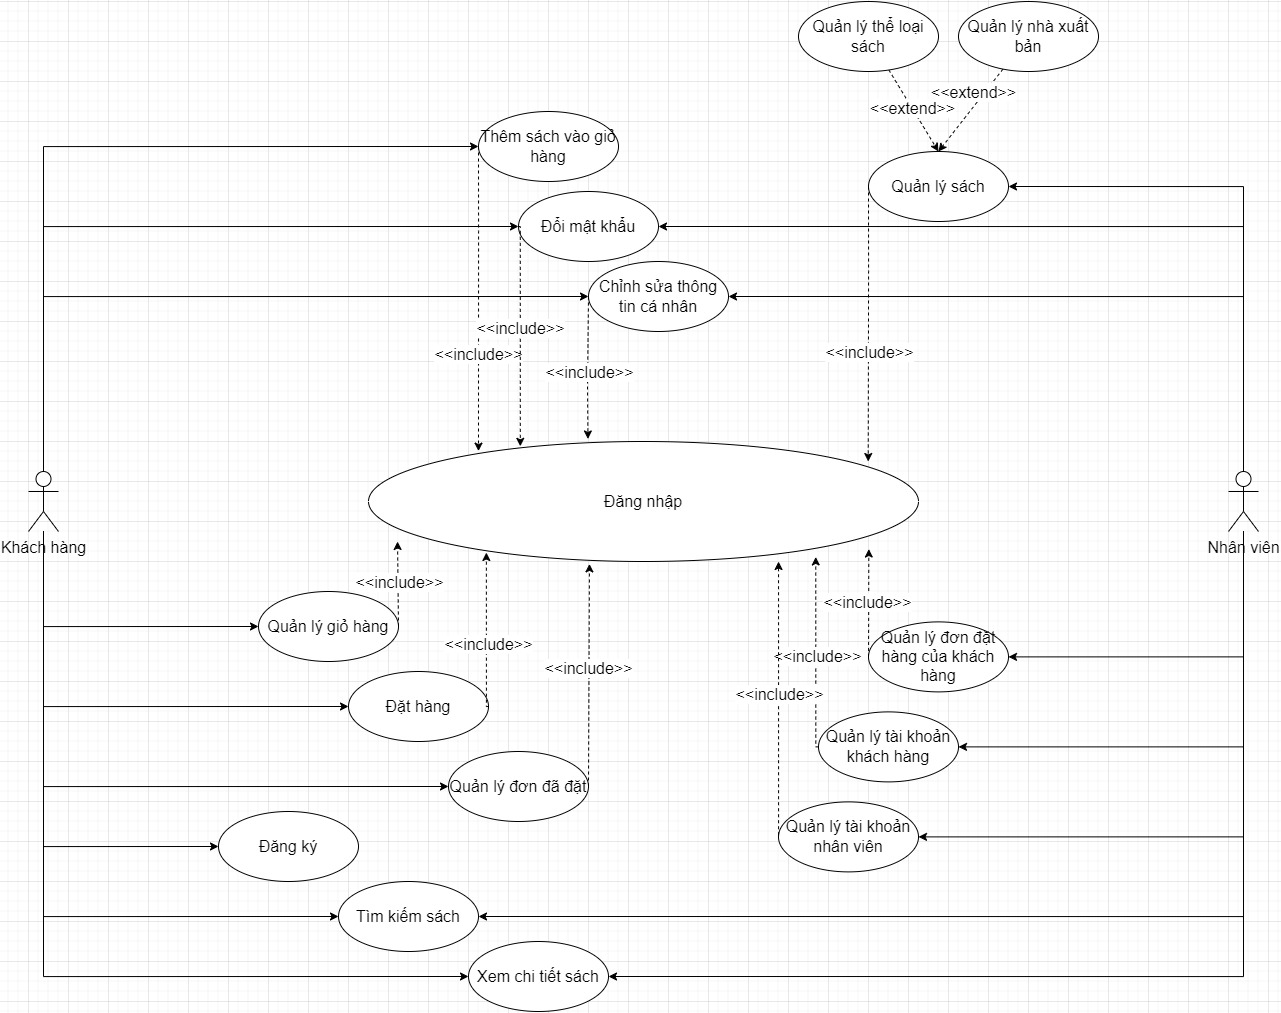 Quản lý thể loại
sách
Quản lý nhà xuất
bản
<<extend>>
<<extend>>
Thêm sách vào giỏ
hàng
Quản lý sách
Đổi mật khẩu
Chỉnh sửa thông
tin cá nhân
<<include>>
<<include>>
<<include>>
<<include>>
Đăng nhập
Khách hàng
Nhân viên
<<include>>
<<include>>
Quản lý giỏ hàng
Quản lý đơn đặt
hàng của khách
hàng
<<include>>
<<include>>
<<include>>
<<include>>
Đặt hàng
Quản lý tài khoản
khách hàng
Quản lý đơn đã đặt
Quản lý tài khoản
nhân viên
Đăng ký
Tìm kiếm sách
Xem chi tiết sách